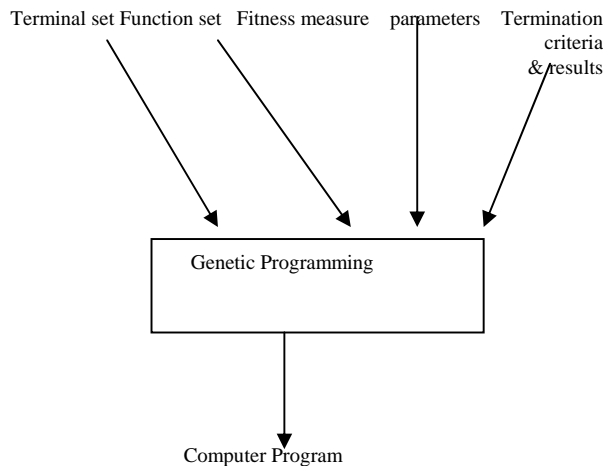 Terminal set Function set Fitness measure parameters Termination
criteria
& results
Genetic Programming
Computer Program